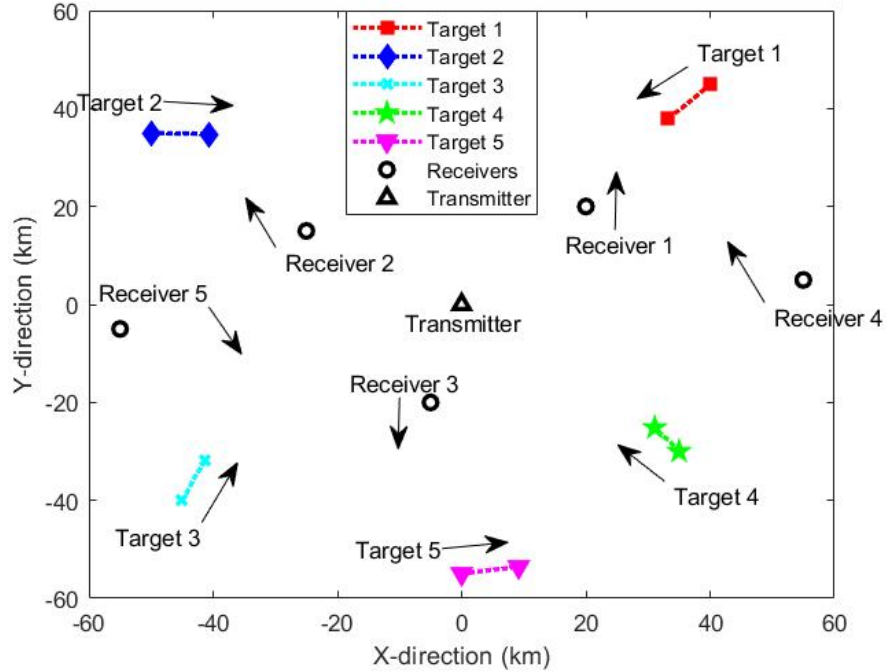 60
40
20
0
-20
-40
-60
Y-direction (km)
-60
-40
-20
0
20
40
60
X-direction (km)
Target 1
Target 2
Target 3
Target 4
Target 5
Receivers
Transmitter
Target 1
Target 2
Receiver 1
Receiver 2
Receiver 5
Transmitter
Receiver 4
Receiver 3
Target 4
Target 3
Target 5